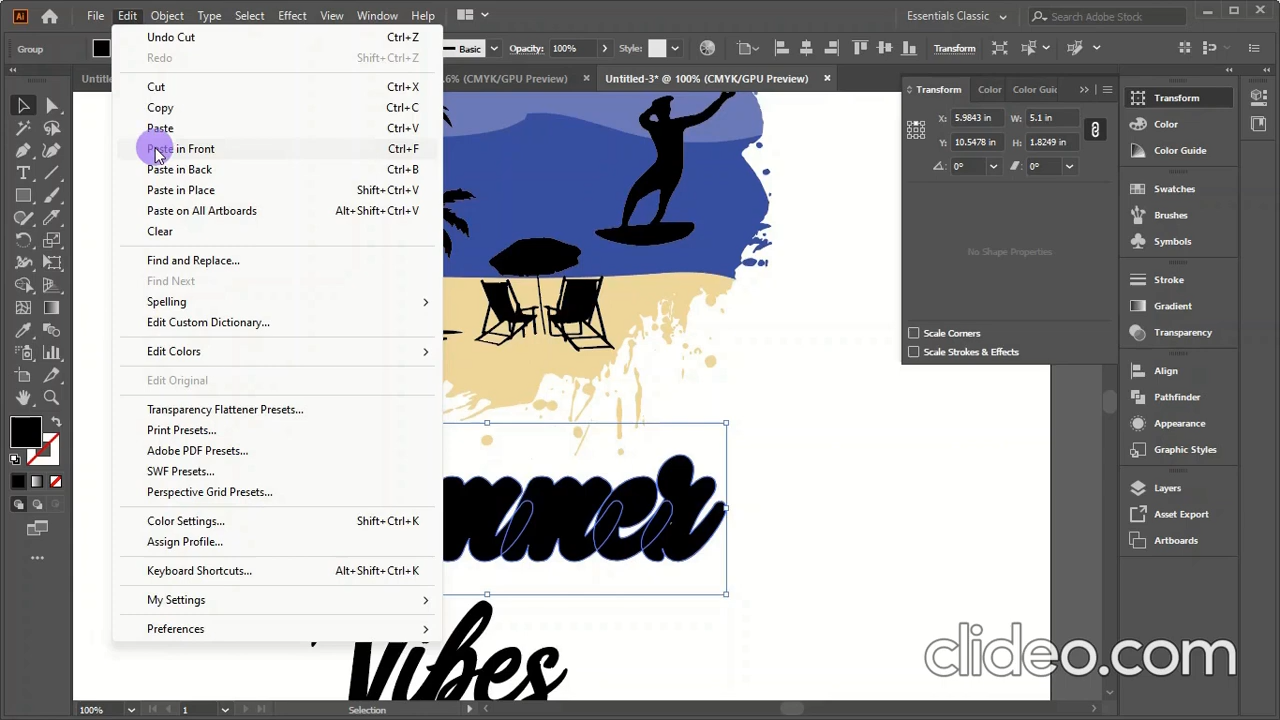 Ai File Edit Object Type Select Effect View Window Help Essentials Classic Search Adobe Stock
Group Basic Opacity: 100% Style: Transform
Untitled-3* @ 100% (CMYK/GPU Preview)
(CMYK/GPU Preview)
Undo Cut Ctrl+Z
Redo Shift+Ctrl+Z
Cut Ctrl+X
Copy Ctrl+C
Paste Ctrl+V
Paste in Front Ctrl+F
Paste in Back Ctrl+B
Paste in Place Shift+Ctrl+V
Paste on All Artboards Alt+Shift+Ctrl+V
Clear
Find and Replace...
Find Next
Spelling
Edit Custom Dictionary...
Edit Colors
Edit Original
Transparency Flattener Presets...
Print Presets...
Adobe PDF Presets...
SWF Presets...
Perspective Grid Presets...
Color Settings... Shift+Ctrl+K
Assign Profile...
Keyboard Shortcuts... Alt+Shift+Ctrl+K
My Settings
Preferences
Transform Color Color Guid
X: 5.9843 in W: 5.1 in
Y: 10.5478 in H: 1.8249 in
0° 0°
No Shape Properties
Scale Corners
Scale Strokes & Effects
Transform
Color
Color Guide
Swatches
Brushes
Symbols
Stroke
Gradient
Transparency
Align
Pathfinder
Appearance
Graphic Styles
Layers
Asset Export
Artboards
mmer
Vibes
clideo.com
100% 1 Selection